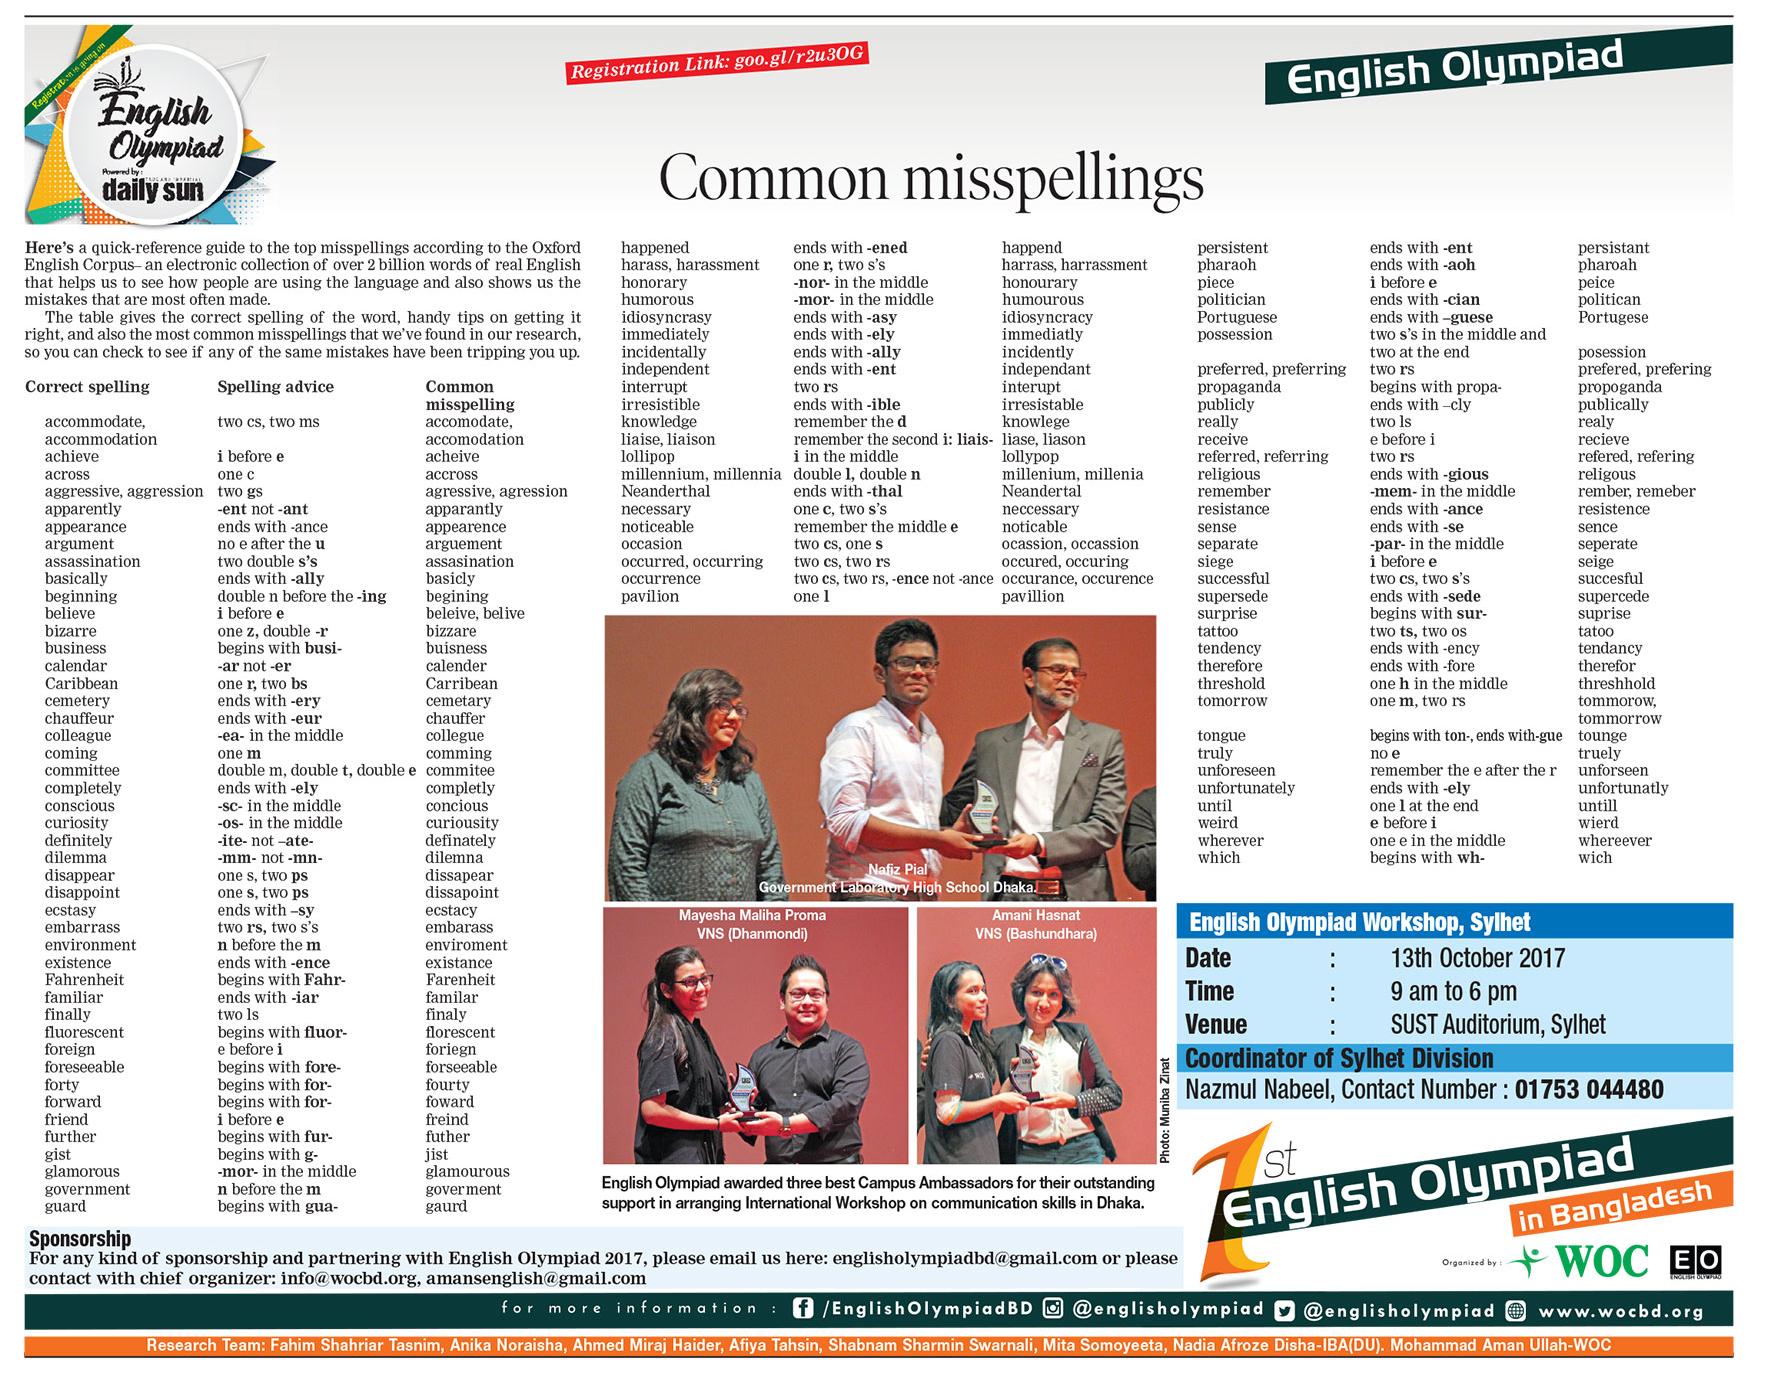 Registration is going on
English
Olympiad
Powered by :
daily sun
Registration Link: goo.gl/r2u3OG
English Olympiad
Common misspellings
Here's a quick-reference guide to the top misspellings according to the Oxford
English Corpus– an electronic collection of over 2 billion words of real English
that helps us to see how people are using the language and also shows us the
mistakes that are most often made.
The table gives the correct spelling of the word, handy tips on getting it
right, and also the most common misspellings that we've found in our research,
so you can check to see if any of the same mistakes have been tripping you up.
Correct spelling Spelling advice Common
misspelling
accommodate, two cs, two ms accomodate,
accommodation accomodation
achieve i before e acheive
across one c accross
aggressive, aggression two gs agressive, agression
apparently -ent not -ant apparantly
appearance ends with -ance appearence
argument no e after the u arguement
assassination two double s's assasination
basically ends with -ally basicly
beginning double n before the -ing begining
believe i before e beleive, belive
bizarre one z, double -r bizzare
business begins with busi- buisness
calendar -ar not -er calender
Caribbean one r, two bs Carribean
cemetery ends with -ery cemetary
chauffeur ends with -eur chauffer
colleague -ea- in the middle collegue
coming one m comming
committee double m, double t, double e commitee
completely ends with -ely completly
conscious -sc- in the middle concious
curiosity -os- in the middle curiousity
definitely -ite- not –ate- definately
dilemma -mm- not -mn- dilemna
disappear one s, two ps dissapear
disappoint one s, two ps dissapoint
ecstasy ends with –sy ecstacy
embarrass two rs, two s's embarass
environment n before the m enviroment
existence ends with -ence existance
Fahrenheit begins with Fahr- Farenheit
familiar ends with -iar familar
finally two ls finaly
fluorescent begins with fluor- florescent
foreign e before i foriegn
foreseeable begins with fore- forseeable
forty begins with for- fourty
forward begins with for- foward
friend i before e freind
further begins with fur- futher
gist begins with g- jist
glamorous -mor- in the middle glamourous
government n before the m goverment
guard begins with gua- gaurd
happened ends with -ened happend
harass, harassment one r, two s's harrass, harrassment
honorary -nor- in the middle honourary
humorous -mor- in the middle humourous
idiosyncrasy ends with -asy idiosyncracy
immediately ends with -ely immediatly
incidentally ends with -ally incidently
independent ends with -ent independant
interrupt two rs interupt
irresistible ends with -ible irresistable
knowledge remember the d knowlege
liaise, liaison remember the second i: liais- liase, liason
lollipop i in the middle lollypop
millennium, millennia double l, double n millenium, millenia
Neanderthal ends with -thal Neandertal
necessary one c, two s's neccessary
noticeable remember the middle e noticable
occasion two cs, one s ocassion, occassion
occurred, occurring two cs, two rs occured, occuring
occurrence two cs, two rs, -ence not -ance occurance, occurence
pavilion one l pavillion
Nafiz Pial
Government Laboratory High School Dhaka.
Mayesha Maliha Proma
VNS (Dhanmondi)
Amani Hasnat
VNS (Bashundhara)
Photo: Muniba Zinat
English Olympiad awarded three best Campus Ambassadors for their outstanding
support in arranging International Workshop on communication skills in Dhaka.
persistent ends with -ent persistant
pharaoh ends with -aoh pharoah
piece i before e peice
politician ends with -cian politican
Portuguese ends with –guese Portugese
possession two s's in the middle and
two at the end posession
preferred, preferring two rs prefered, prefering
propaganda begins with propa- propoganda
publicly ends with –cly publically
really two ls realy
receive e before i recieve
referred, referring two rs refered, refering
religious ends with -gious religous
remember -mem- in the middle rember, remeber
resistance ends with -ance resistence
sense ends with -se sence
separate -par- in the middle seperate
siege i before e seige
successful two cs, two s's succesful
supersede ends with -sede supercede
surprise begins with sur- suprise
tattoo two ts, two os tatoo
tendency ends with -ency tendancy
therefore ends with -fore therefor
threshold one h in the middle threshhold
tomorrow one m, two rs tommorow,
tommorrow
tongue begins with ton-, ends with-gue tounge
truly no e truely
unforeseen remember the e after the r unforseen
unfortunately ends with -ely unfortunatly
until one l at the end untill
weird e before i wierd
wherever one e in the middle whereever
which begins with wh- wich
English Olympiad Workshop, Sylhet
Date : 13th October 2017
Time : 9 am to 6 pm
Venue : SUST Auditorium, Sylhet
Coordinator of Sylhet Division
Nazmul Nabeel, Contact Number : 01753 044480
1st
English Olympiad
in Bangladesh
Organized by : WOC EO
ENGLISH OLYMPIAD
Sponsorship
For any kind of sponsorship and partnering with English Olympiad 2017, please email us here: englisholympiadbd@gmail.com or please
contact with chief organizer: info@wocbd.org, amansenglish@gmail.com
for more information : /EnglishOlympiadBD @englisholympiad @englisholympiad www.wocbd.org
Research Team: Fahim Shahriar Tasnim, Anika Noraisha, Ahmed Miraj Haider, Afiya Tahsin, Shabnam Sharmin Swarnali, Mita Somoyeeta, Nadia Afroze Disha-IBA(DU). Mohammad Aman Ullah-WOC